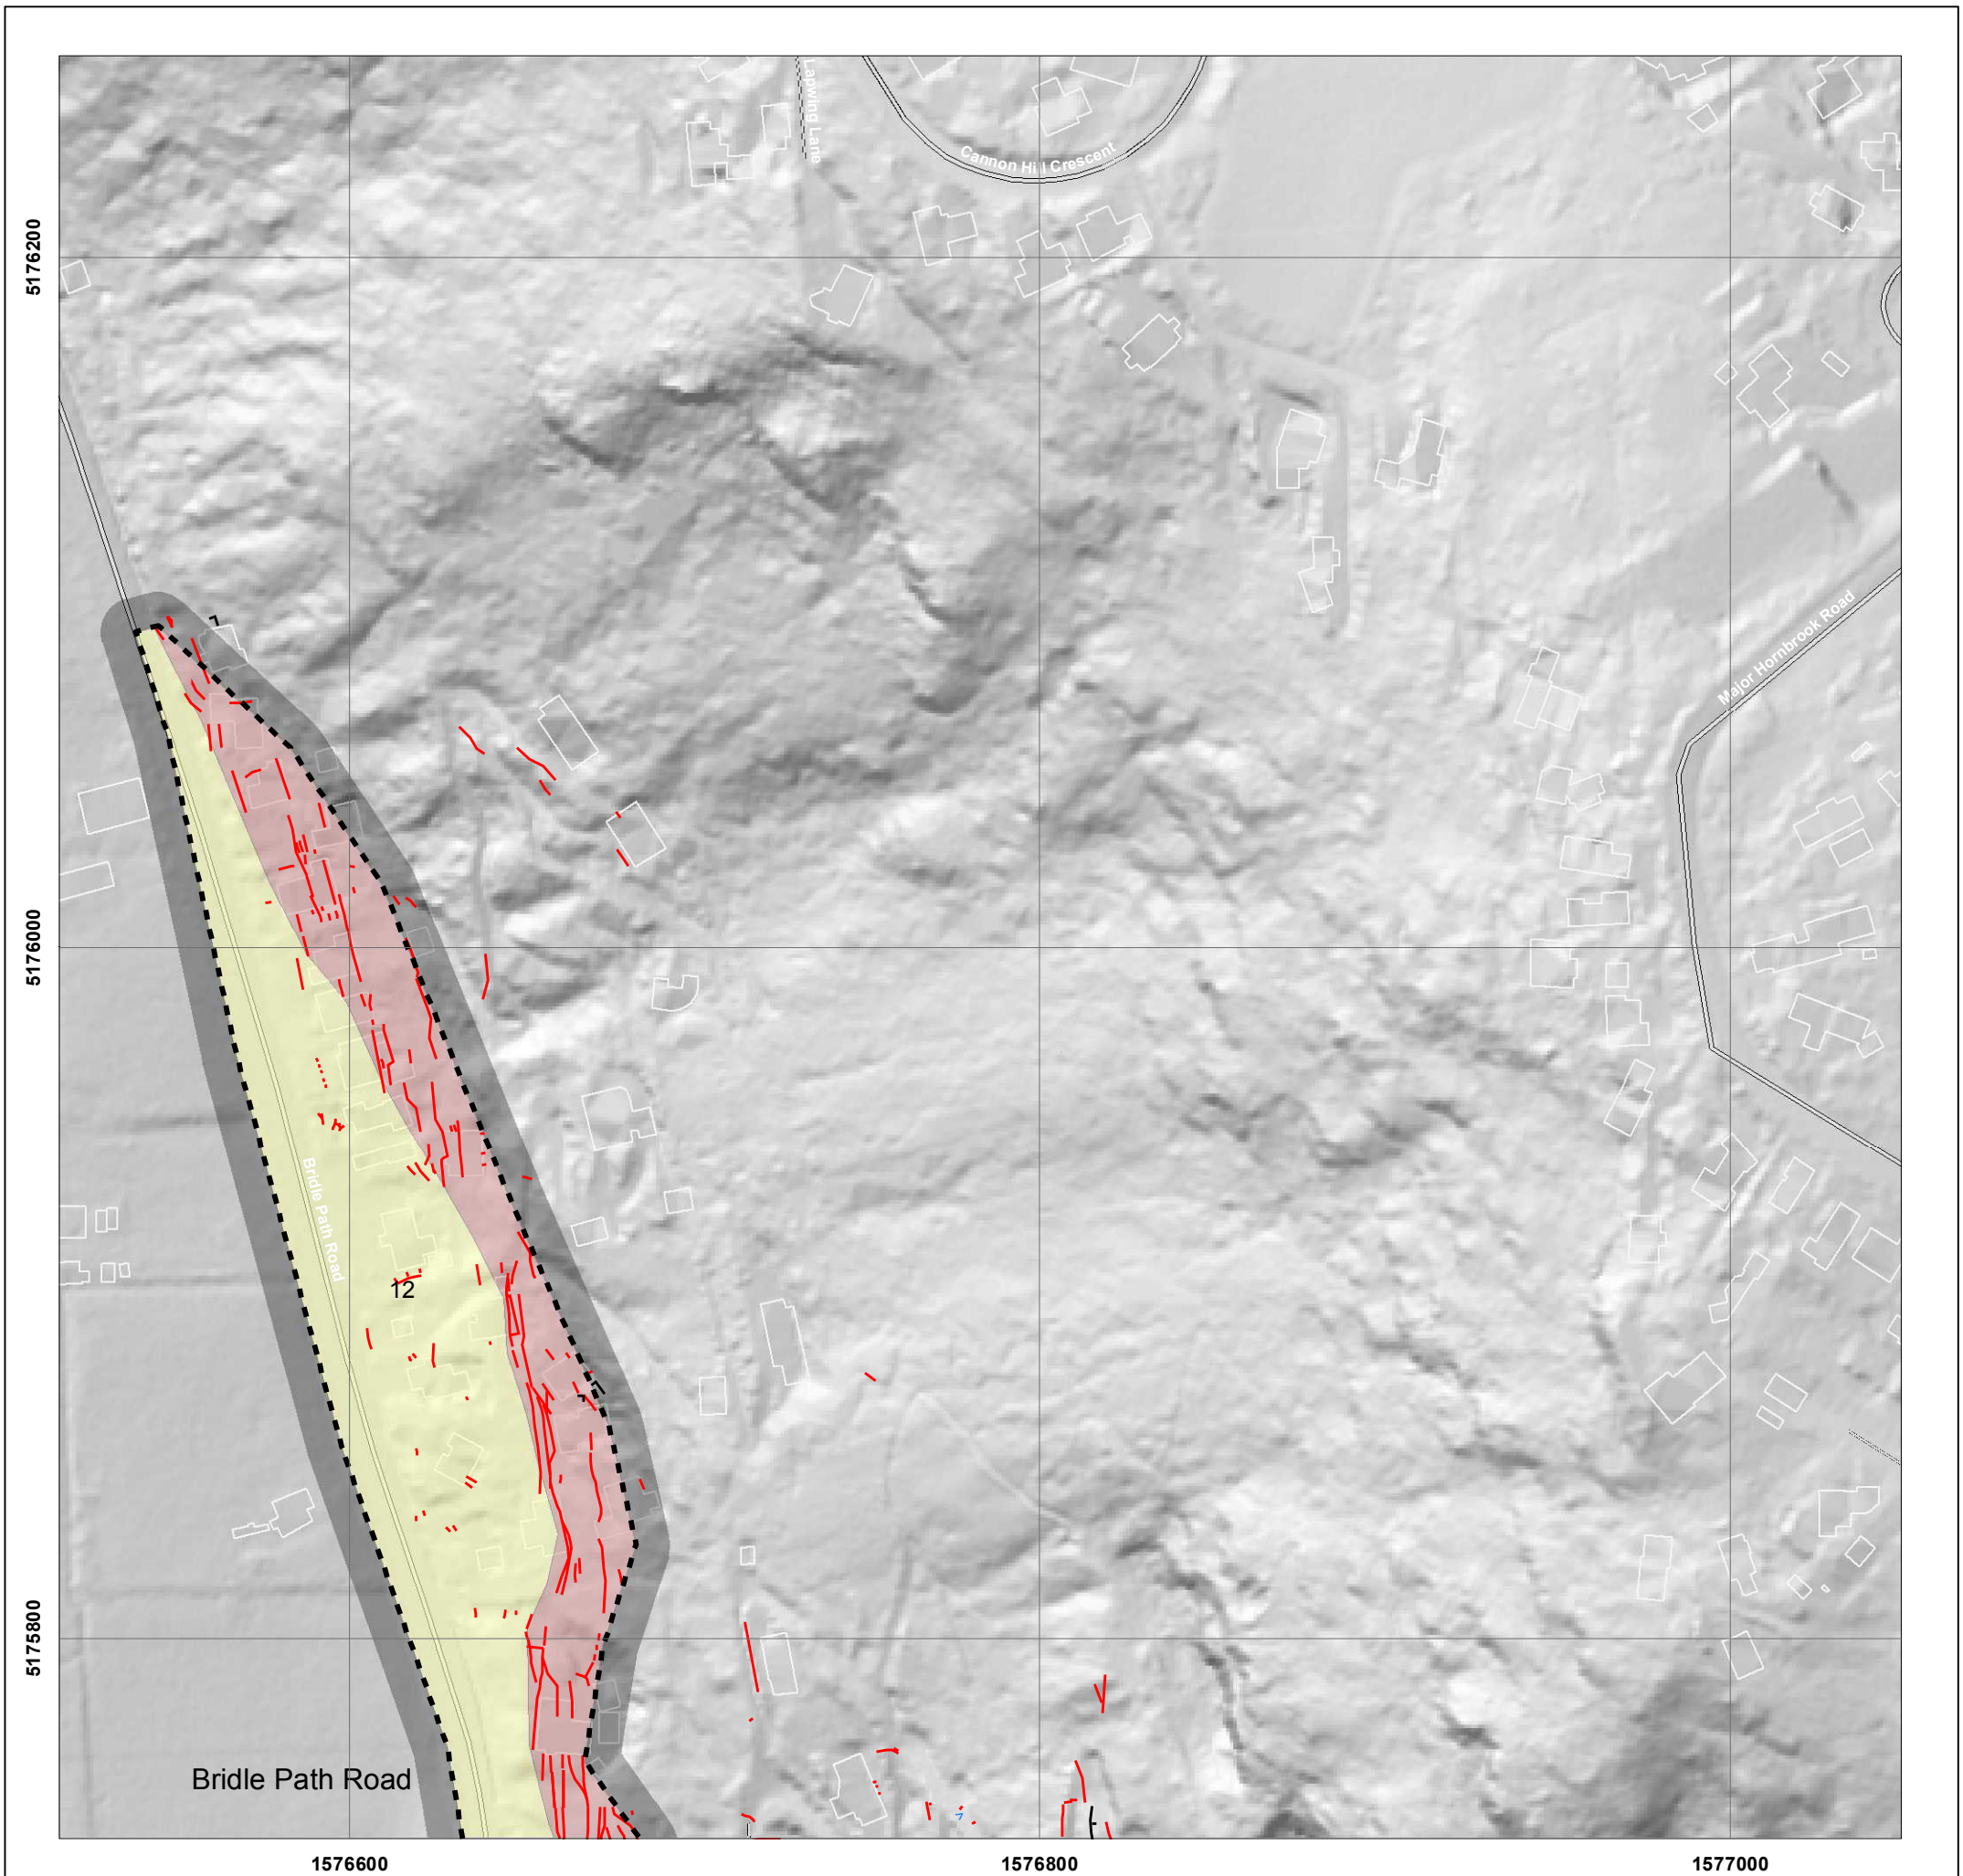 Lapwing Lane
Cannon Hill Crescent
5176200
Major Hornbrook Road
5176000
Bridle Path Road
12
5175800
Bridle Path Road
1576600
1576800
1577000